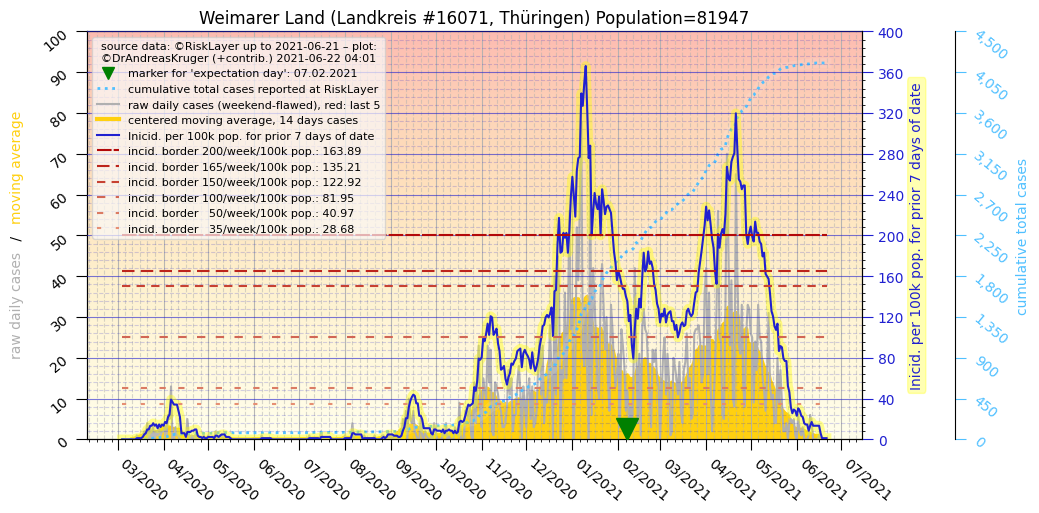 Weimarer Land (Landkreis #16071, Thüringen) Population=81947
source data: ©RiskLayer up to 2021-06-21 – plot:
©DrAndreasKruger (+contrib.) 2021-06-22 04:01
marker for 'expectation day': 07.02.2021
cumulative total cases reported at RiskLayer
raw daily cases (weekend-flawed), red: last 5
centered moving average, 14 days cases
Inicid. per 100k pop. for prior 7 days of date
incid. border 200/week/100k pop.: 163.89
incid. border 165/week/100k pop.: 135.21
incid. border 150/week/100k pop.: 122.92
incid. border 100/week/100k pop.: 81.95
incid. border 50/week/100k pop.: 40.97
incid. border 35/week/100k pop.: 28.68
raw daily cases / moving average
100
90
80
70
60
50
40
30
20
10
0
400
360
320
280
240
200
160
120
80
40
0
Inicid. per 100k pop. for prior 7 days of date
4,500
4,050
3,600
3,150
2,700
2,250
1,800
1,350
900
450
0
cumulative total cases
03/2020
04/2020
05/2020
06/2020
07/2020
08/2020
09/2020
10/2020
11/2020
12/2020
01/2021
02/2021
03/2021
04/2021
05/2021
06/2021
07/2021